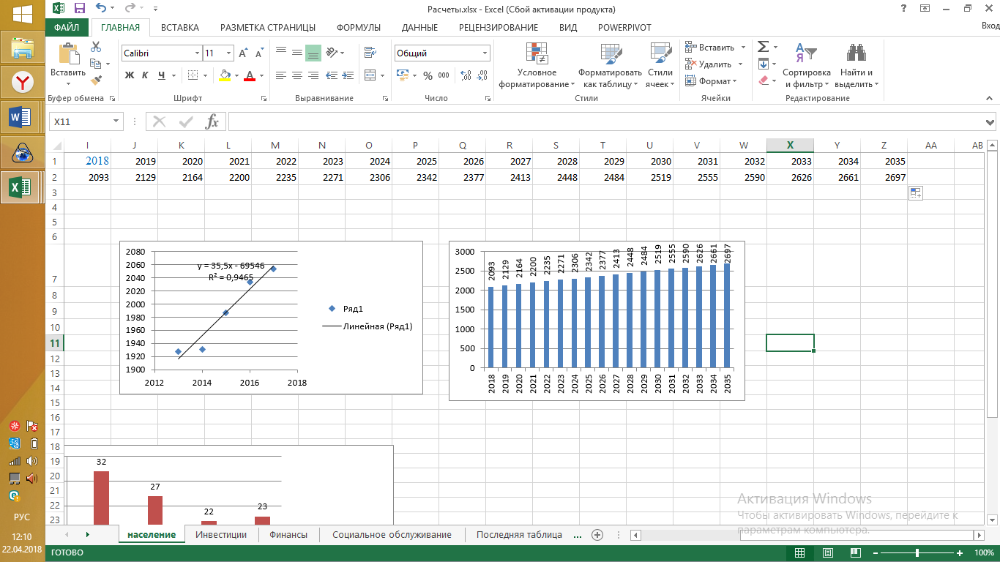 Расчеты.xlsx - Excel (Сбой активации продукта)
?
ФАЙЛ ГЛАВНАЯ ВСТАВКА РАЗМЕТКА СТРАНИЦЫ ФОРМУЛЫ ДАННЫЕ РЕЦЕНЗИРОВАНИЕ ВИД POWERPIVOT Вход
Вставить
Calibri 11
Ж К Ч
Общий
% 000
Условное форматирование
Форматировать как таблицу
Стили ячеек
Вставить
Удалить
Формат
Сортировка и фильтр
Найти и выделить
Буфер обмена Шрифт Выравнивание Число Стили Ячейки Редактирование
X11 fx
I J K L M N O P Q R S T U V W X Y Z AA AB
1 2018 2019 2020 2021 2022 2023 2024 2025 2026 2027 2028 2029 2030 2031 2032 2033 2034 2035
2 2093 2129 2164 2200 2235 2271 2306 2342 2377 2413 2448 2484 2519 2555 2590 2626 2661 2697
3
4
5
6
7
8
9
10
11
12
13
14
15
16
17
18
19
20
21
22
23
2080
2060
2040
2020
2000
1980
1960
1940
1920
1900
2012 2014 2016 2018
y = 35,5x - 69546
R² = 0,9465
Ряд1
Линейная (Ряд1)
3000
2500
2000
1500
1000
500
0
2093 2129 2164 2200 2235 2271 2306 2342 2377 2413 2448 2484 2519 2555 2590 2626 2661 2697
2018 2019 2020 2021 2022 2023 2024 2025 2026 2027 2028 2029 2030 2031 2032 2033 2034 2035
32
27
22
23
Активация Windows
Чтобы активировать Windows, перейдите к
параметрам компьютера.
население Инвестиции Финансы Социальное обслуживание Последняя таблица ...
ГОТОВО
100%
РУС
12:10
22.04.2018